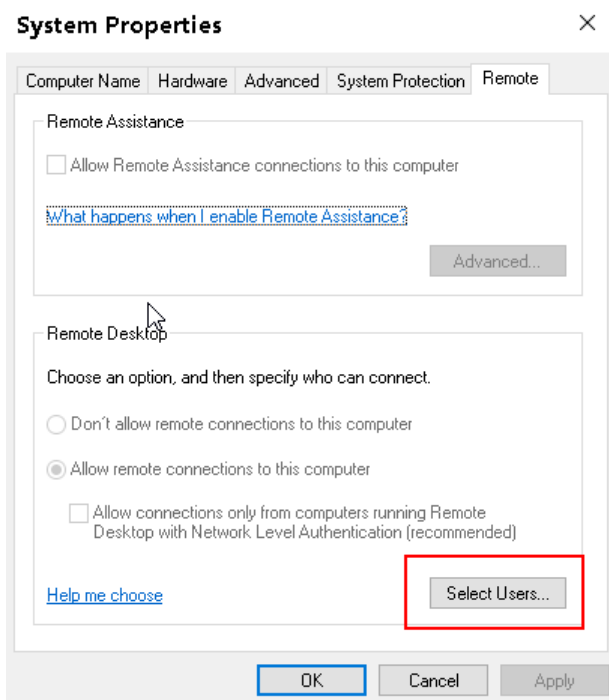 System Properties
Computer Name
Hardware
Advanced
System Protection
Remote
Remote Assistance
Allow Remote Assistance connections to this computer
What happens when I enable Remote Assistance?
Advanced...
Remote Desktop
Choose an option, and then specify who can connect.
Don´t allow remote connections to this computer
Allow remote connections to this computer
Allow connections only from computers running Remote
Desktop with Network Level Authentication (recommended)
Help me choose
Select Users...
OK
Cancel
Apply